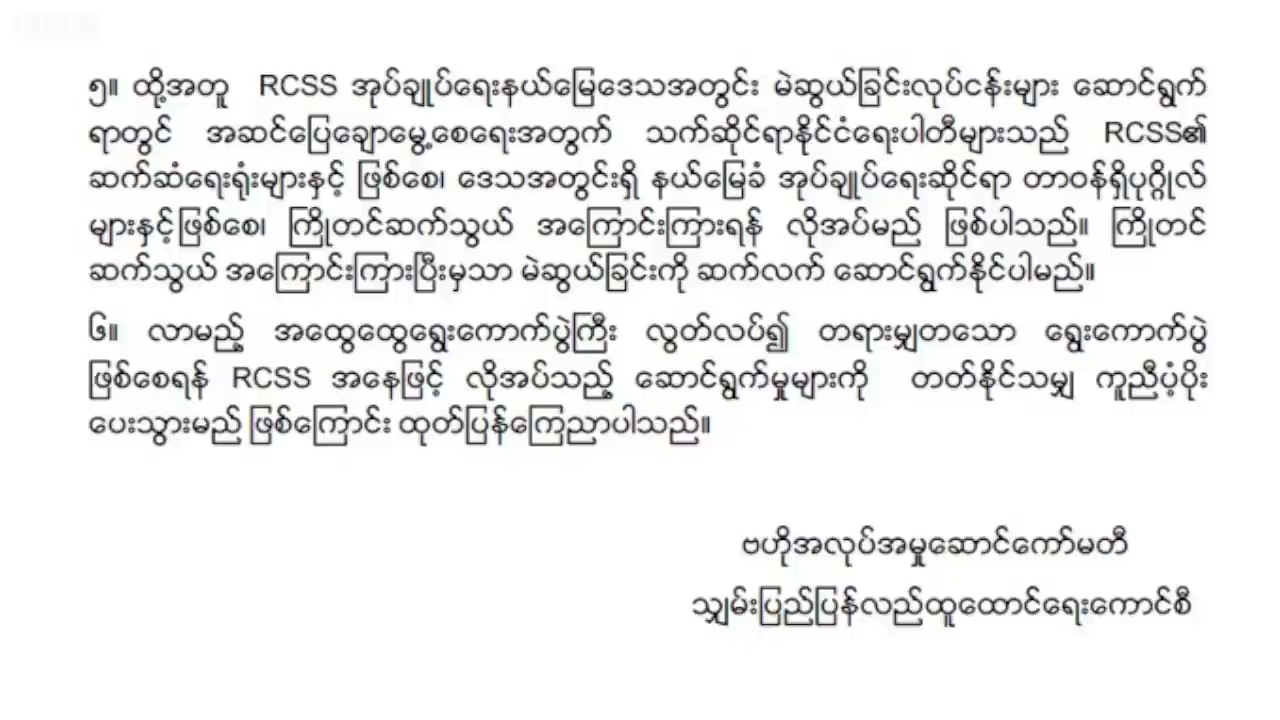 ၅။ ထို့အတူ RCSS အုပ်ချုပ်ရေးနယ်မြေဒေသအတွင်း မဲဆွယ်ခြင်းလုပ်ငန်းများ ဆောင်ရွက်
ရာတွင် အဆင်ပြေချောမွေ့စေရေးအတွက် သက်ဆိုင်ရာနိုင်ငံရေးပါတီများသည် RCSS၏
ဆက်ဆံရေးရုံးများနှင့် ဖြစ်စေ၊ ဒေသအတွင်းရှိ နယ်မြေခံ အုပ်ချုပ်ရေးဆိုင်ရာ တာဝန်ရှိပုဂ္ဂိုလ်
များနှင့်ဖြစ်စေ၊ ကြိုတင်ဆက်သွယ် အကြောင်းကြားရန် လိုအပ်မည် ဖြစ်ပါသည်။ ကြိုတင်
ဆက်သွယ် အကြောင်းကြားပြီးမှသာ မဲဆွယ်ခြင်းကို ဆက်လက် ဆောင်ရွက်နိုင်ပါမည်။
၆။ လာမည့် အထွေထွေရွေးကောက်ပွဲကြီး လွတ်လပ်၍ တရားမျှတသော ရွေးကောက်ပွဲ
ဖြစ်စေရန် RCSS အနေဖြင့် လိုအပ်သည့် ဆောင်ရွက်မှုများကို တတ်နိုင်သမျှ ကူညီပံ့ပိုး
ပေးသွားမည် ဖြစ်ကြောင်း ထုတ်ပြန်ကြေညာပါသည်။
ဗဟိုအလုပ်အမှုဆောင်ကော်မတီ
သျှမ်းပြည်ပြန်လည်ထူထောင်ရေးကောင်စီ